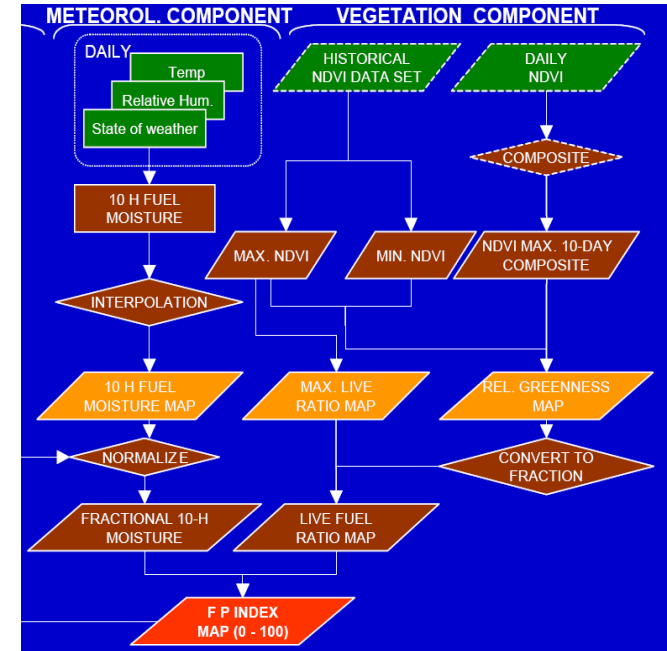 METEOROL. COMPONENT
VEGETATION COMPONENT
DAILY
Temp
Relative Hum.
State of weather
HISTORICAL
NDVI DATA SET
DAILY
NDVI
COMPOSITE
10 H FUEL
MOISTURE
MAX. NDVI
MIN. NDVI
NDVI MAX. 10-DAY
COMPOSITE
INTERPOLATION
10 H FUEL
MOISTURE MAP
MAX. LIVE
RATIO MAP
REL. GREENNESS
MAP
NORMALIZE
CONVERT TO
FRACTION
FRACTIONAL 10-H
MOISTURE
LIVE FUEL
RATIO MAP
F P INDEX
MAP (0 - 100)